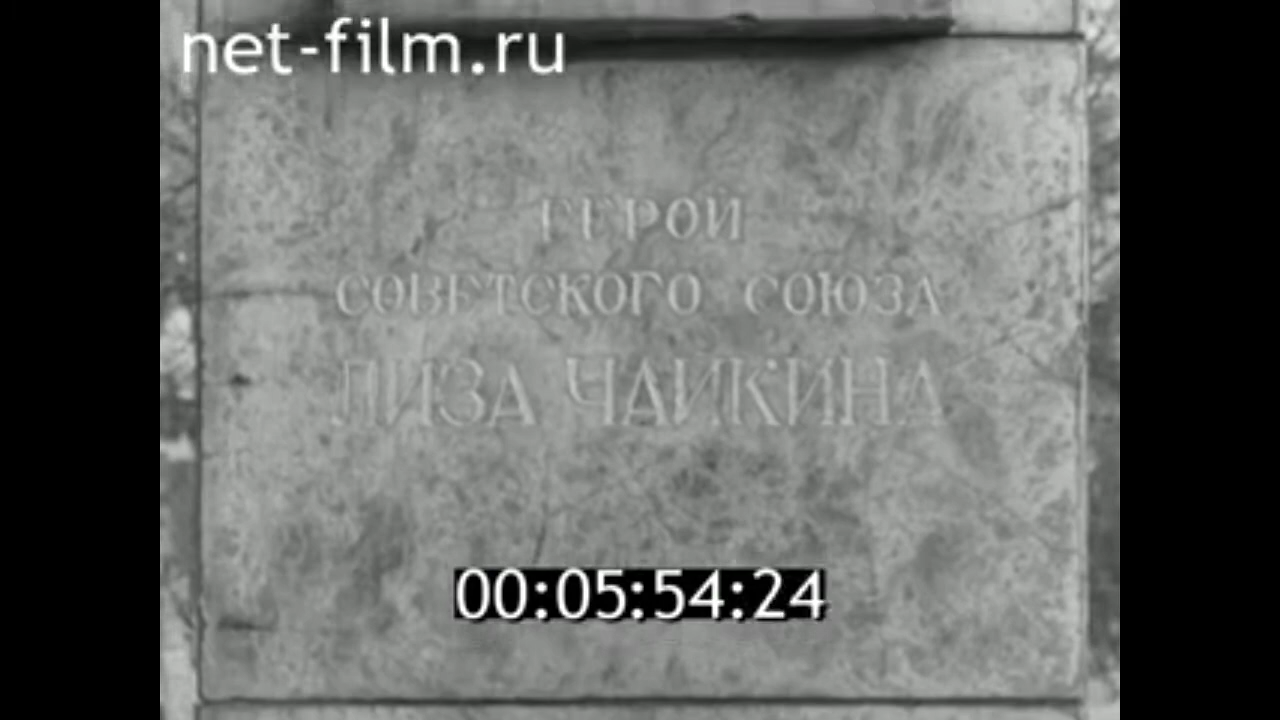 net-film.ru
ГЕРОЙ
СОВЕТСКОГО СОЮЗА
ЛИЗА ЧАЙКИНА
00:05:54:24